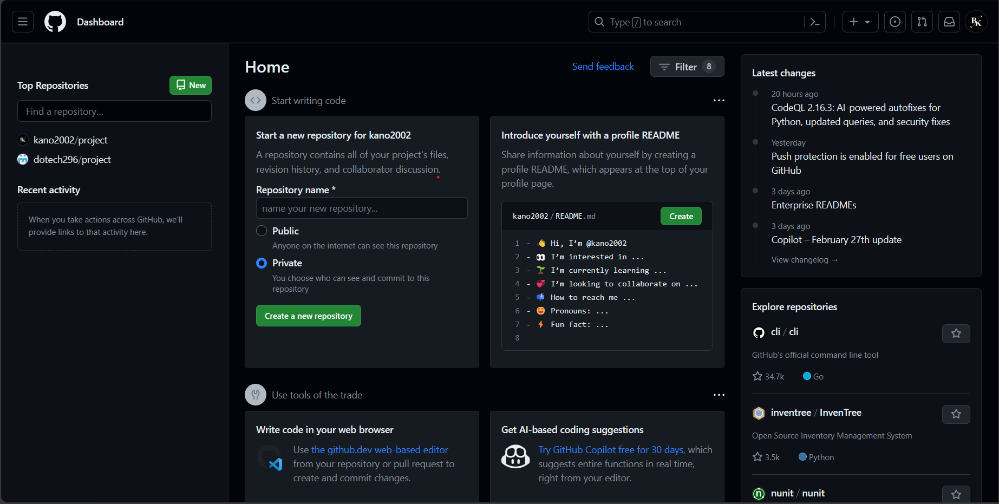 Dashboard
Type / to search
BK
Top Repositories
New
Find a repository...
kano2002/project
dotech296/project
Recent activity
When you take actions across GitHub, we'll
provide links to that activity here.
Home
Send feedback
Filter 8
Start writing code
Start a new repository for kano2002
A repository contains all of your project's files,
revision history, and collaborator discussion.
Repository name *
name your new repository...
Public
Anyone on the internet can see this repository
Private
You choose who can see and commit to this
repository
Create a new repository
Introduce yourself with a profile README
Share information about yourself by creating a
profile README, which appears at the top of your
profile page.
kano2002 / README.md
Create
1 - 👋 Hi, I’m @kano2002
2 - 👀 I’m interested in ...
3 - 🌱 I’m currently learning ...
4 - 💞️ I’m looking to collaborate on ...
5 - 📫 How to reach me ...
6 - 😄 Pronouns: ...
7 - ⚡ Fun fact: ...
8
Use tools of the trade
Write code in your web browser
Use the github.dev web-based editor
from your repository or pull request to
create and commit changes.
Get AI-based coding suggestions
Try GitHub Copilot free for 30 days, which
suggests entire functions in real time,
right from your editor.
Latest changes
20 hours ago
CodeQL 2.16.3: AI-powered autofixes for
Python, updated queries, and security fixes
Yesterday
Push protection is enabled for free users on
GitHub
3 days ago
Enterprise READMEs
3 days ago
Copilot – February 27th update
View changelog →
Explore repositories
cli / cli
GitHub’s official command line tool
34.7k Go
inventree / InvenTree
Open Source Inventory Management System
3.5k Python
n nunit / nunit